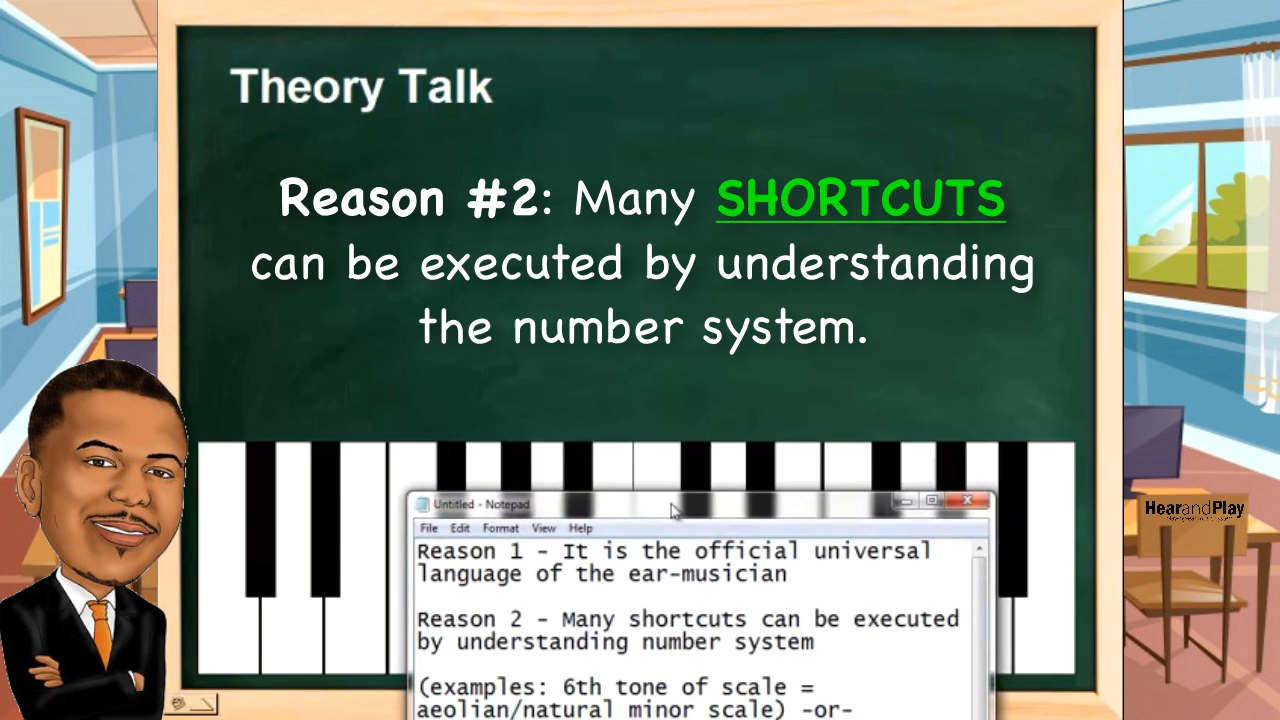 Theory Talk
Reason #2: Many SHORTCUTS
can be executed by understanding
the number system.
Untitled - Notepad
File Edit Format View Help
Reason 1 - It is the official universal
language of the ear-musician
Reason 2 - Many shortcuts can be executed
by understanding number system
(examples: 6th tone of scale =
aeolian/natural minor scale) -or-
HearandPlay